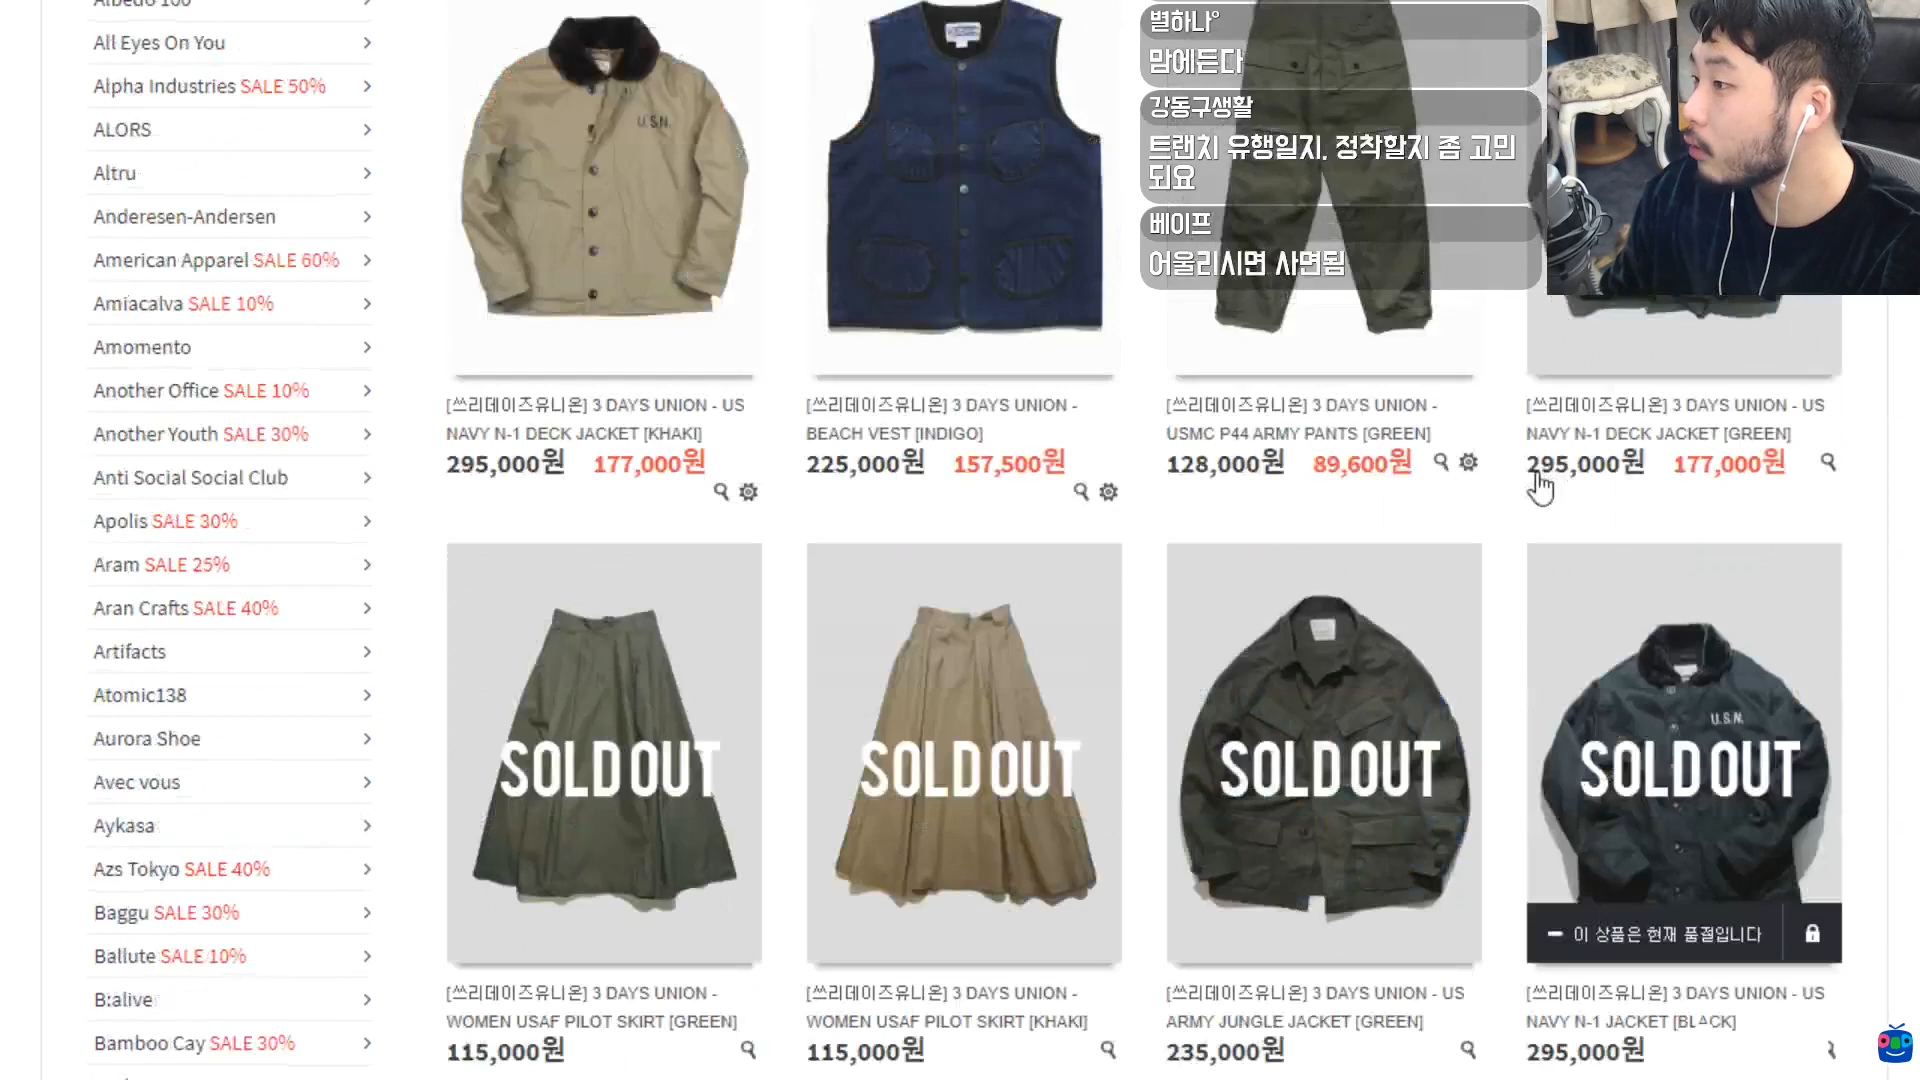 All Eyes On You
Alpha Industries SALE 50%
ALORS
Altru
Anderesen-Andersen
American Apparel SALE 60%
Amiacalva SALE 10%
Amomento
Another Office SALE 10%
Another Youth SALE 30%
Anti Social Social Club
Apolis SALE 30%
Aram SALE 25%
Aran Crafts SALE 40%
Artifacts
Atomic138
Aurora Shoe
Avec vous
Aykasa
Azs Tokyo SALE 40%
Baggu SALE 30%
Ballute SALE 10%
B:alive
Bamboo Cay SALE 30%
U.S.N.
별하나°
맘에든다
강동구생활
트랜치 유행일지, 정착할지 좀 고민
되요
베이프
어울리시면 사면됨
[쓰리데이즈유니온] 3 DAYS UNION - US
NAVY N-1 DECK JACKET [KHAKI]
295,000원 177,000원
[쓰리데이즈유니온] 3 DAYS UNION -
BEACH VEST [INDIGO]
225,000원 157,500원
[쓰리데이즈유니온] 3 DAYS UNION -
USMC P44 ARMY PANTS [GREEN]
128,000원 89,600원
[쓰리데이즈유니온] 3 DAYS UNION - US
NAVY N-1 DECK JACKET [GREEN]
295,000원 177,000원
SOLD OUT
[쓰리데이즈유니온] 3 DAYS UNION -
WOMEN USAF PILOT SKIRT [GREEN]
115,000원
SOLD OUT
[쓰리데이즈유니온] 3 DAYS UNION -
WOMEN USAF PILOT SKIRT [KHAKI]
115,000원
SOLD OUT
[쓰리데이즈유니온] 3 DAYS UNION - US
ARMY JUNGLE JACKET [GREEN]
235,000원
U.S.N.
SOLD OUT
이 상품은 현재 품절입니다
[쓰리데이즈유니온] 3 DAYS UNION - US
NAVY N-1 JACKET [BLACK]
295,000원